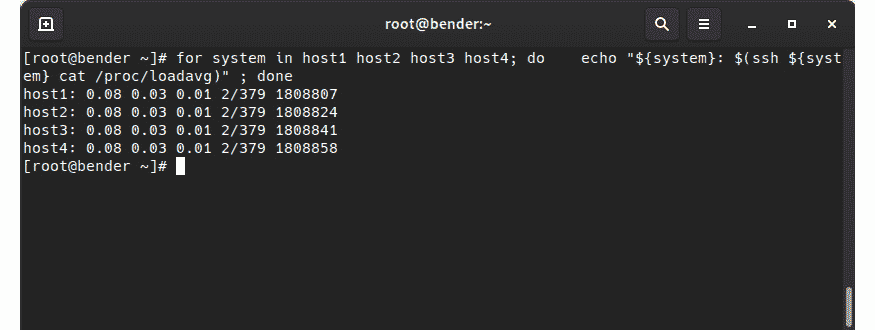 root@bender:~
[root@bender ~]# for system in host1 host2 host3 host4; do    echo "${system}: $(ssh ${syst
em} cat /proc/loadavg)" ; done
host1: 0.08 0.03 0.01 2/379 1808807
host2: 0.08 0.03 0.01 2/379 1808824
host3: 0.08 0.03 0.01 2/379 1808841
host4: 0.08 0.03 0.01 2/379 1808858
[root@bender ~]#